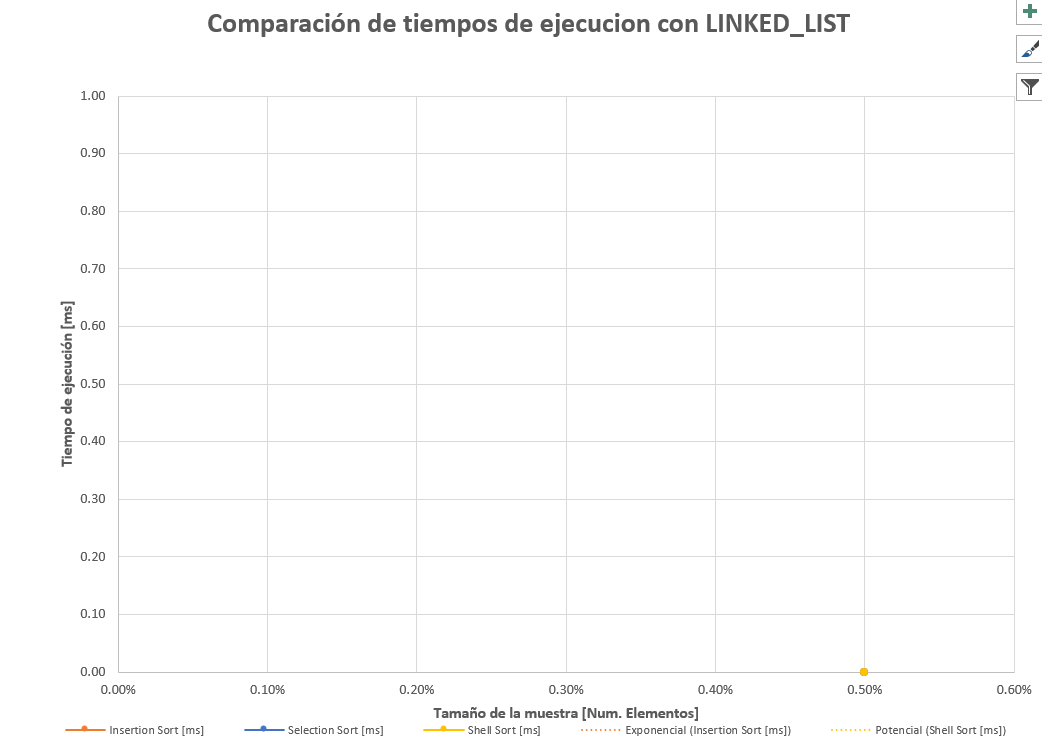 Comparación de tiempos de ejecucion con LINKED_LIST
1.00
0.90
0.80
0.70
0.60
0.50
0.40
0.30
0.20
0.10
0.00
Tiempo de ejecución [ms]
0.00% 0.10% 0.20% 0.30% 0.40% 0.50% 0.60%
Tamaño de la muestra [Num. Elementos]
Insertion Sort [ms] Selection Sort [ms] Shell Sort [ms] Exponencial (Insertion Sort [ms]) Potencial (Shell Sort [ms])